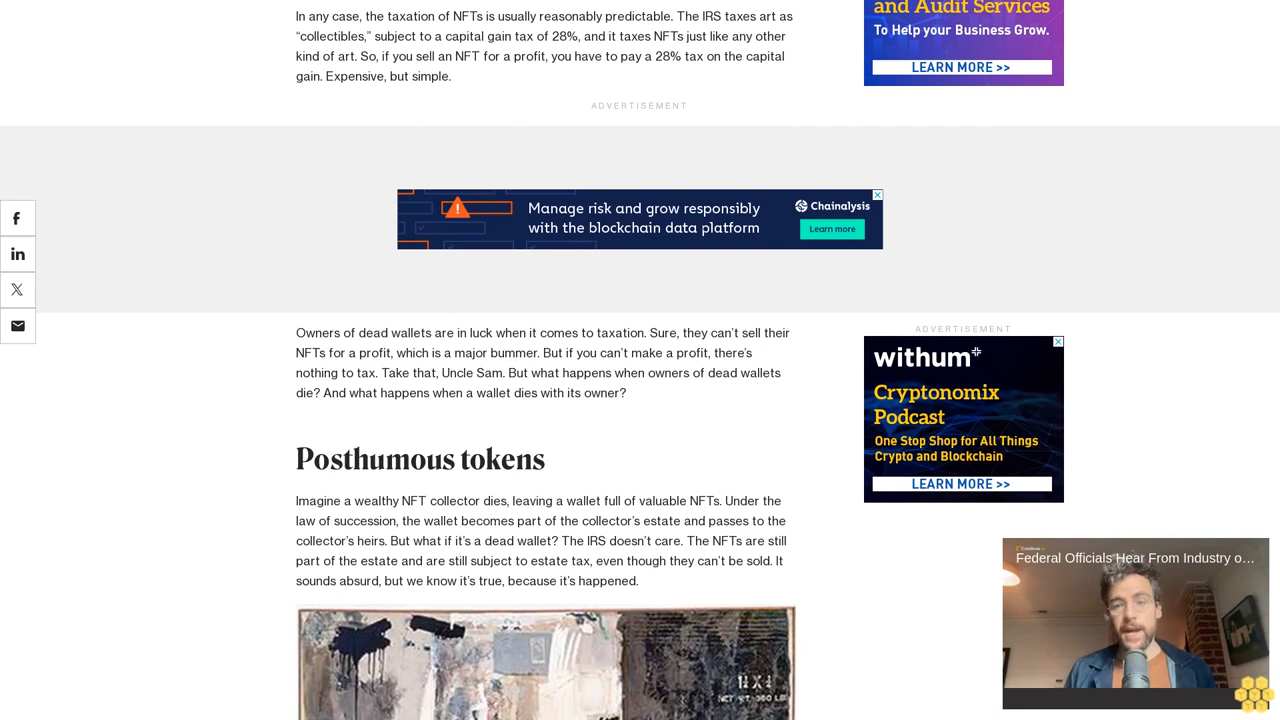 In any case, the taxation of NFTs is usually reasonably predictable. The IRS taxes art as
“collectibles,” subject to a capital gain tax of 28%, and it taxes NFTs just like any other
kind of art. So, if you sell an NFT for a profit, you have to pay a 28% tax on the capital
gain. Expensive, but simple.
and Audit Services
To Help your Business Grow.
LEARN MORE >>
ADVERTISEMENT
Manage risk and grow responsibly
with the blockchain data platform
Chainalysis
Learn more
Owners of dead wallets are in luck when it comes to taxation. Sure, they can’t sell their
NFTs for a profit, which is a major bummer. But if you can’t make a profit, there’s
nothing to tax. Take that, Uncle Sam. But what happens when owners of dead wallets
die? And what happens when a wallet dies with its owner?
ADVERTISEMENT
withum
Cryptonomix
Podcast
One Stop Shop for All Things
Crypto and Blockchain
LEARN MORE >>
Posthumous tokens
Imagine a wealthy NFT collector dies, leaving a wallet full of valuable NFTs. Under the
law of succession, the wallet becomes part of the collector’s estate and passes to the
collector’s heirs. But what if it’s a dead wallet? The IRS doesn’t care. The NFTs are still
part of the estate and are still subject to estate tax, even though they can’t be sold. It
sounds absurd, but we know it’s true, because it’s happened.
Federal Officials Hear From Industry o...